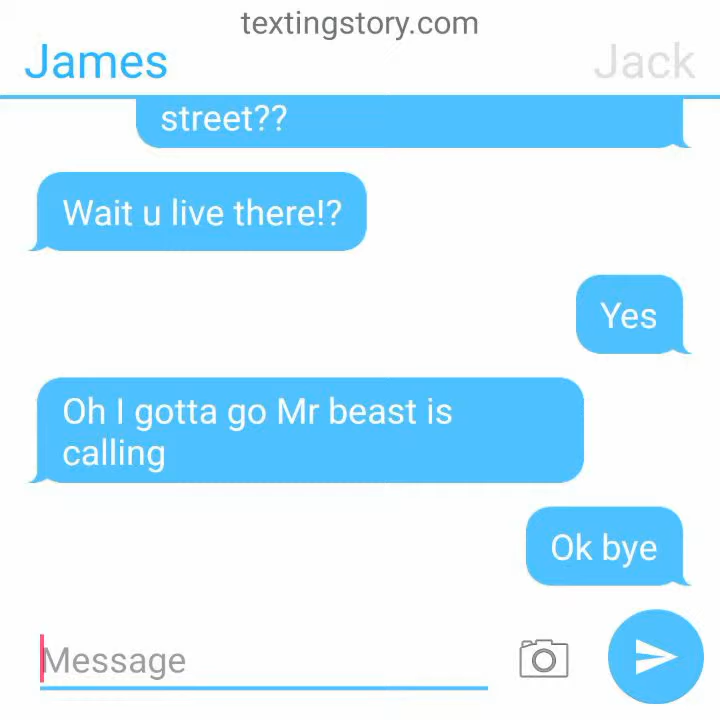 textingstory.com
James
Jack
street??
Wait u live there!?
Yes
Oh I gotta go Mr beast is
calling
Ok bye
Message